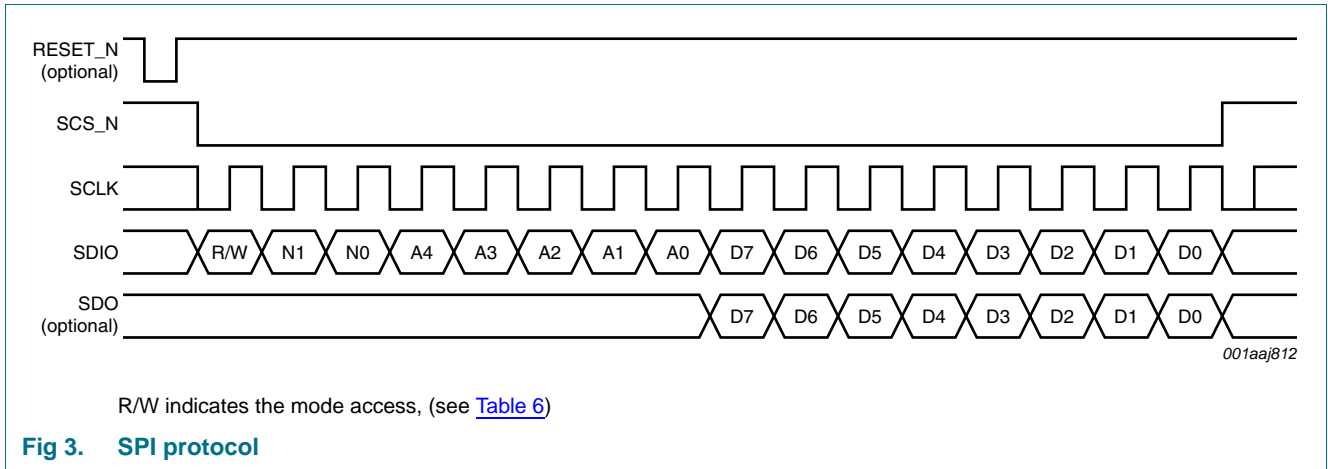 RESET_N
(optional)
SCS_N
SCLK
SDIO R/W N1 N0 A4 A3 A2 A1 A0 D7 D6 D5 D4 D3 D2 D1 D0
SDO
(optional) D7 D6 D5 D4 D3 D2 D1 D0
001aaj812
R/W indicates the mode access, (see Table 6)
Fig 3. SPI protocol